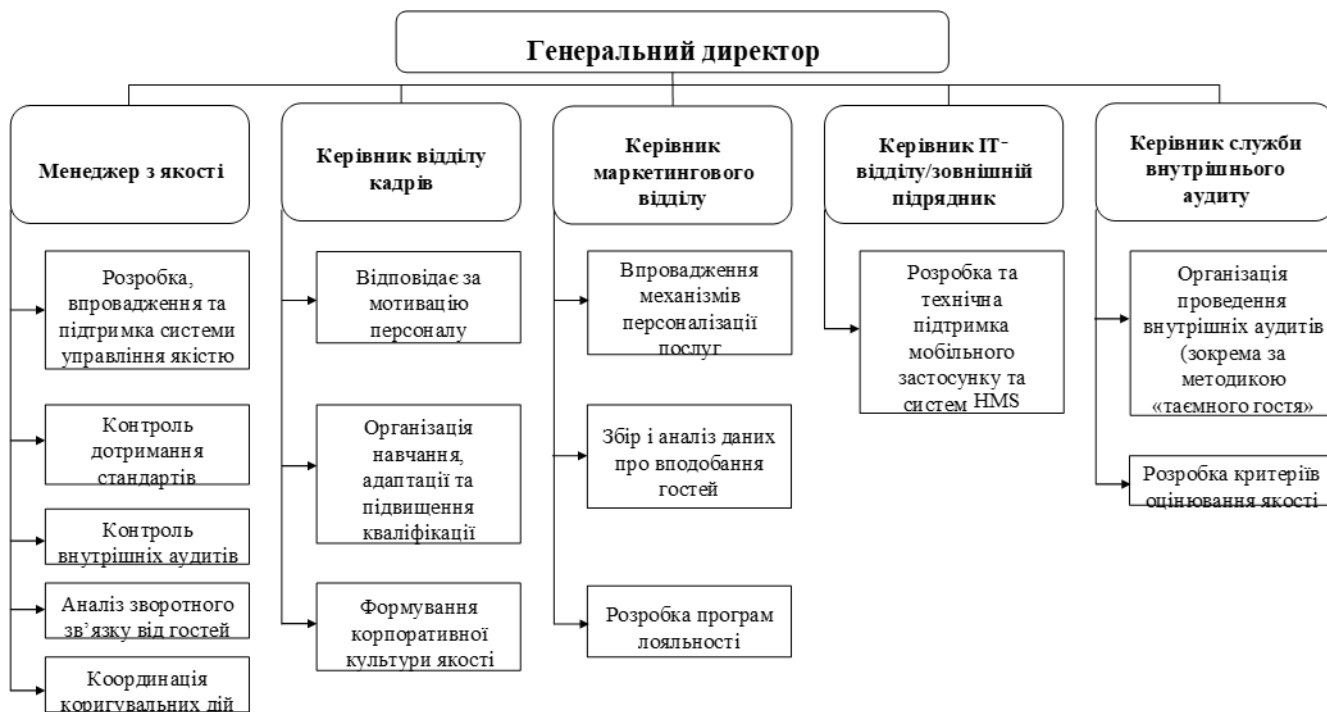 Генеральний директор
Менеджер з якості
Розробка,
впровадження та
підтримка системи
управління якістю
Контроль
дотримання
стандартів
Контроль
внутрішніх аудитів
Аналіз зворотного
зв’язку від гостей
Координація
коригувальних дій
Керівник відділу
кадрів
Відповідає за
мотивацію
персоналу
Організація
навчання,
адаптації та
підвищення
кваліфікації
Формування
корпоративної
культури якості
Керівник
маркетингового
відділу
Впровадження
механізмів
персоналізації
послуг
Збір і аналіз даних
про вподобання
гостей
Розробка програм
лояльності
Керівник ІТ-
відділу/зовнішній
підрядник
Розробка та
технічна
підтримка
мобільного
застосунку та
систем HMS
Керівник служби
внутрішнього
аудиту
Організація
проведення
внутрішніх аудитів
(зокрема за
методикою
«таємного гостя»
Розробка критеріїв
оцінювання якості